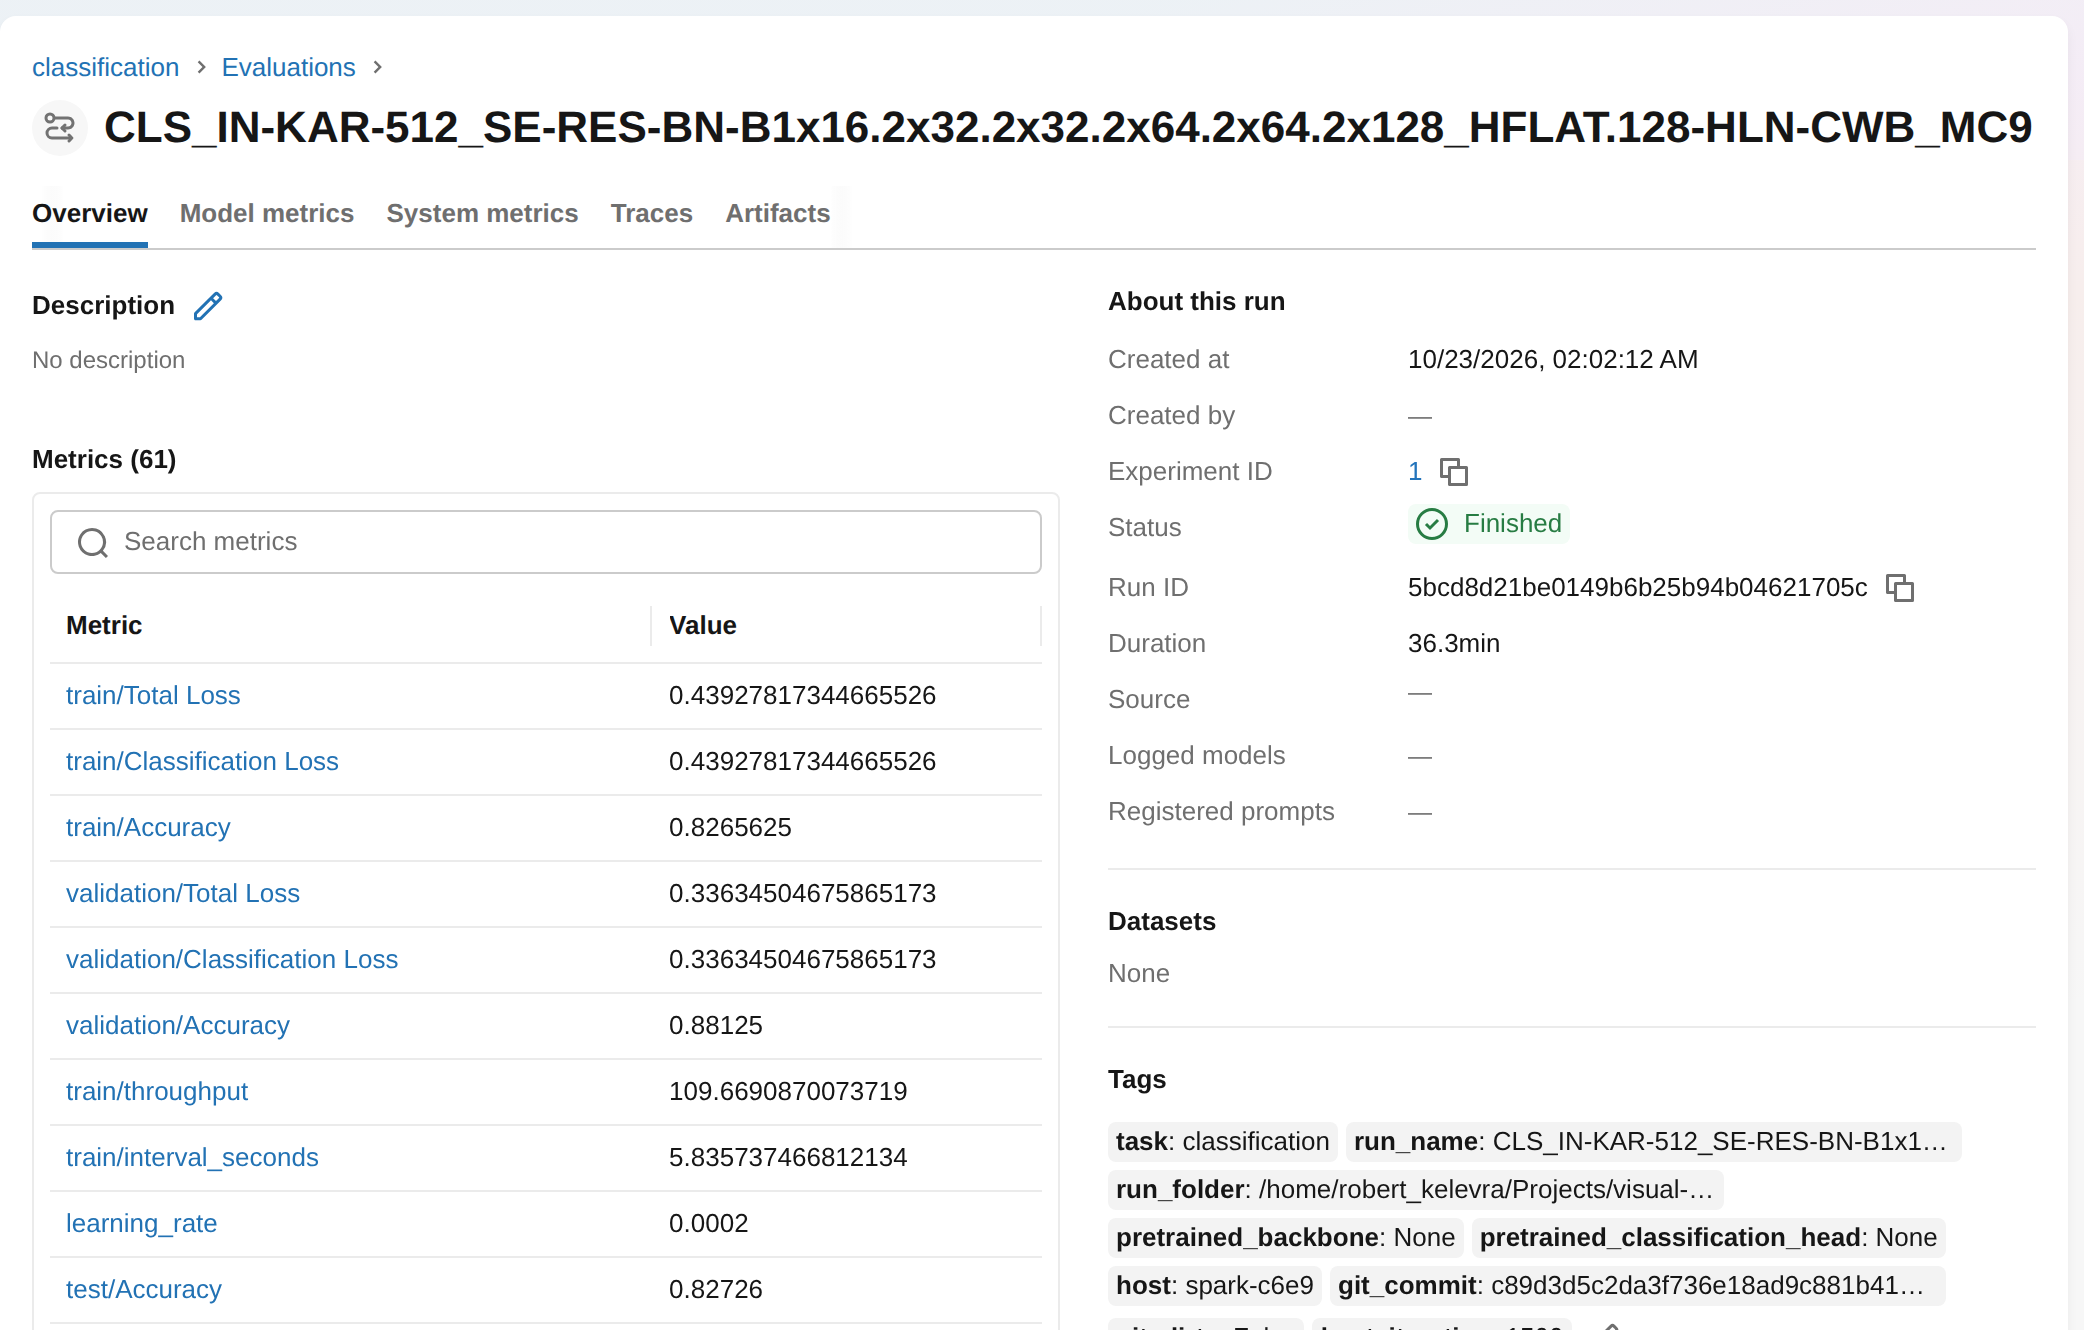 classification > Evaluations >
CLS_IN-KAR-512_SE-RES-BN-B1x16.2x32.2x32.2x64.2x64.2x128_HFLAT.128-HLN-CWB_MC9
Overview Model metrics System metrics Traces Artifacts
Description
No description
Metrics (61)
Search metrics
Metric Value
train/Total Loss 0.43927817344665526
train/Classification Loss 0.43927817344665526
train/Accuracy 0.8265625
validation/Total Loss 0.33634504675865173
validation/Classification Loss 0.33634504675865173
validation/Accuracy 0.88125
train/throughput 109.6690870073719
train/interval_seconds 5.835737466812134
learning_rate 0.0002
test/Accuracy 0.82726
About this run
Created at 10/23/2026, 02:02:12 AM
Created by —
Experiment ID 1
Status Finished
Run ID 5bcd8d21be0149b6b25b94b04621705c
Duration 36.3min
Source —
Logged models —
Registered prompts —
Datasets
None
Tags
task: classification run_name: CLS_IN-KAR-512_SE-RES-BN-B1x1...
run_folder: /home/robert_kelevra/Projects/visual-...
pretrained_backbone: None pretrained_classification_head: None
host: spark-c6e9 git_commit: c89d3d5c2da3f736e18ad9c881b41...